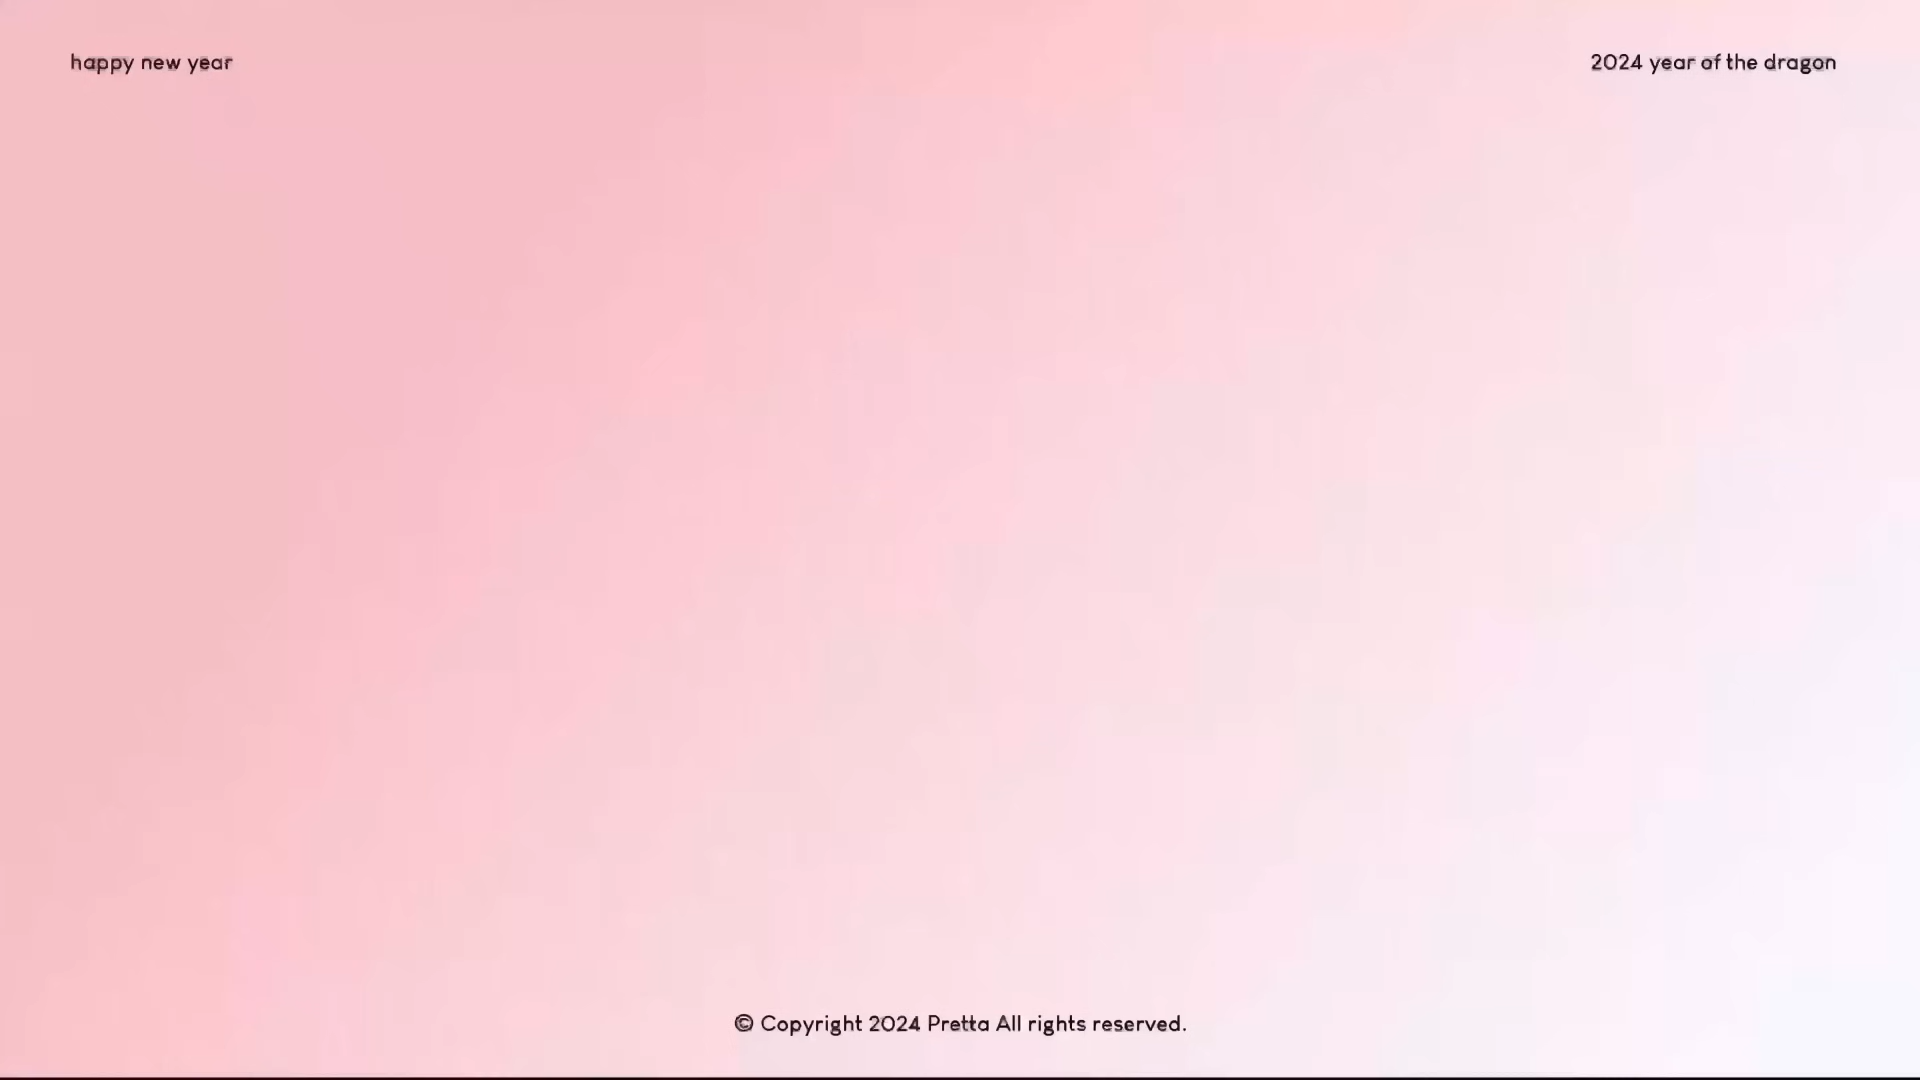 happy new year
2024 year of the dragon
© Copyright 2024 Pretta All rights reserved.